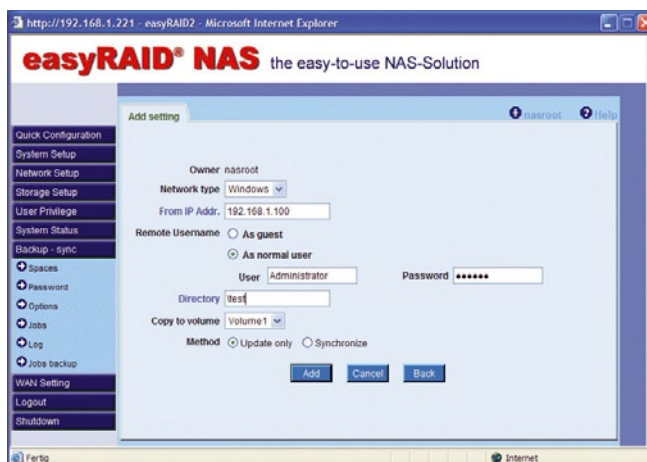 http://192.168.1.221 - easyRAID2 - Microsoft Internet Explorer
easyRAID® NAS the easy-to-use NAS-Solution
Add setting
nasroot Help
Quick Configuration
System Setup
Network Setup
Storage Setup
User Privilege
System Status
Backup - sync
Spaces
Password
Options
Jobs
Log
Jobs backup
WAN Setting
Logout
Shutdown
Owner nasroot
Network type Windows
From IP Addr. 192.168.1.100
Remote Username As guest
As normal user
User Administrator Password ••••••
Directory \test
Copy to volume Volume1
Method Update only Synchronize
Add Cancel Back
Fertig Internet